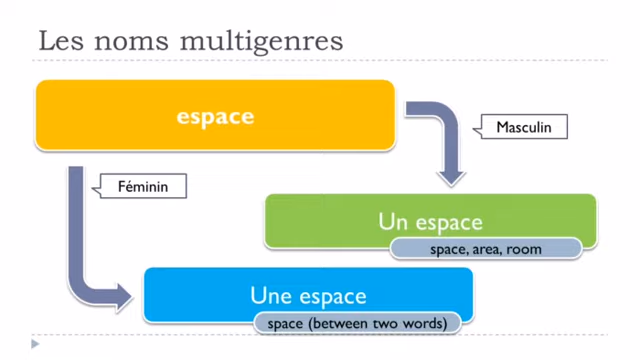 Les noms multigenres
espace
Masculin
Féminin
Un espace
space, area, room
Une espace
space (between two words)